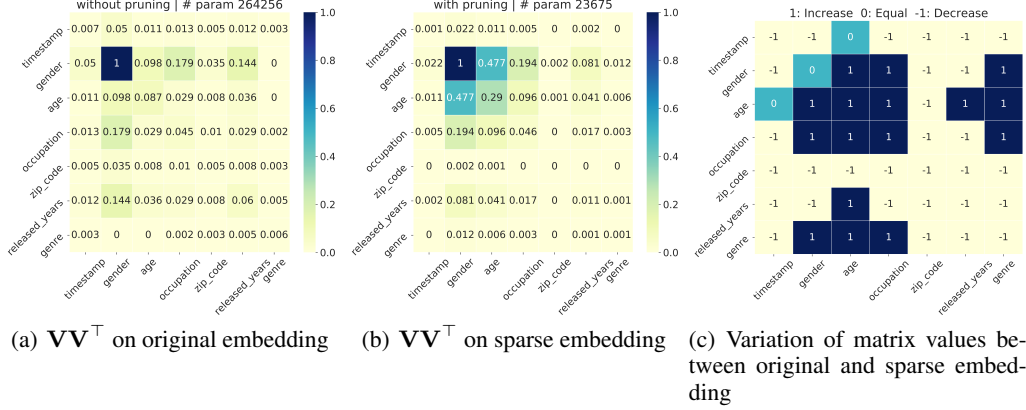 without pruning | # param 264256
with pruning | # param 23675
1: Increase 0: Equal -1: Decrease
timestamp
gender
age
occupation
zip_code
released_years
genre
0.007 0.05 0.011 0.013 0.005 0.012 0.003
0.05 1 0.098 0.179 0.035 0.144 0
0.011 0.098 0.087 0.029 0.008 0.036 0
0.013 0.179 0.029 0.045 0.01 0.029 0.002
0.005 0.035 0.008 0.01 0.005 0.008 0.003
0.012 0.144 0.036 0.029 0.008 0.06 0.005
0.003 0 0 0.002 0.003 0.005 0.006
timestamp
gender
age
occupation
zip_code
released_years
genre
1.0
0.8
0.6
0.4
0.2
0.0
timestamp
gender
age
occupation
zip_code
released_years
genre
0.001 0.022 0.011 0.005 0 0.002 0
0.022 1 0.477 0.194 0.002 0.081 0.012
0.011 0.477 0.29 0.096 0.001 0.041 0.006
0.005 0.194 0.096 0.046 0 0.017 0.003
0 0.002 0.001 0 0 0 0
0.002 0.081 0.041 0.017 0 0.011 0.001
0 0.012 0.006 0.003 0 0.001 0.001
timestamp
gender
age
occupation
zip_code
released_years
genre
1.0
0.8
0.6
0.4
0.2
0.0
timestamp
gender
age
occupation
zip_code
released_years
genre
-1 -1 0 -1 -1 -1 -1
-1 0 1 1 -1 -1 1
0 1 1 1 -1 1 1
-1 1 1 1 -1 -1 1
-1 -1 -1 -1 -1 -1 -1
-1 -1 1 -1 -1 -1 -1
-1 1 1 1 -1 -1 -1
timestamp
gender
age
occupation
zip_code
released_years
genre
(a) VV⊤ on original embedding
(b) VV⊤ on sparse embedding
(c) Variation of matrix values be-
tween original and sparse embed-
ding